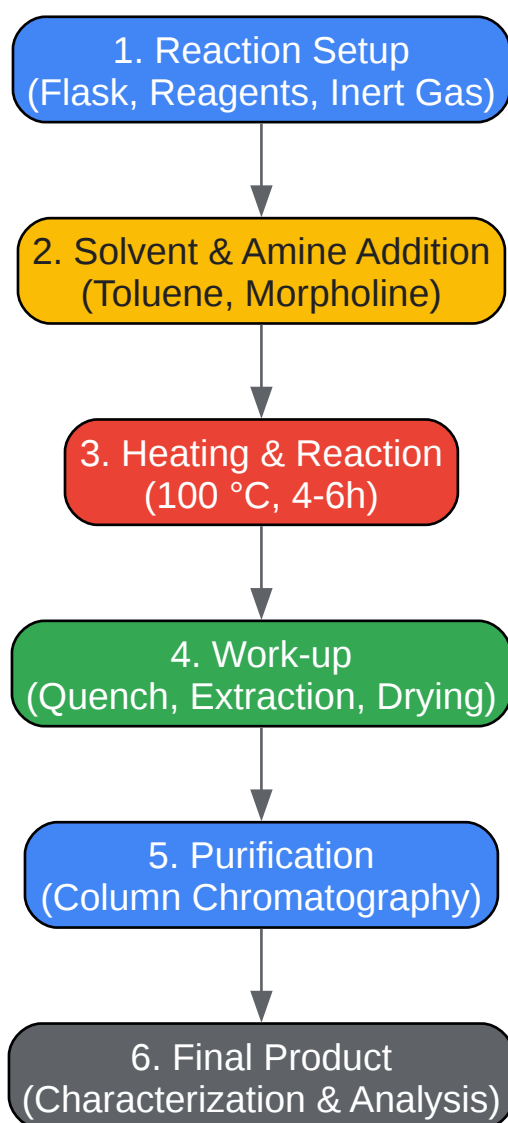 1. Reaction Setup
(Flask, Reagents, Inert Gas)
2. Solvent & Amine Addition
(Toluene, Morpholine)
3. Heating & Reaction
(100 °C, 4-6h)
4. Work-up
(Quench, Extraction, Drying)
5. Purification
(Column Chromatography)
6. Final Product
(Characterization & Analysis)